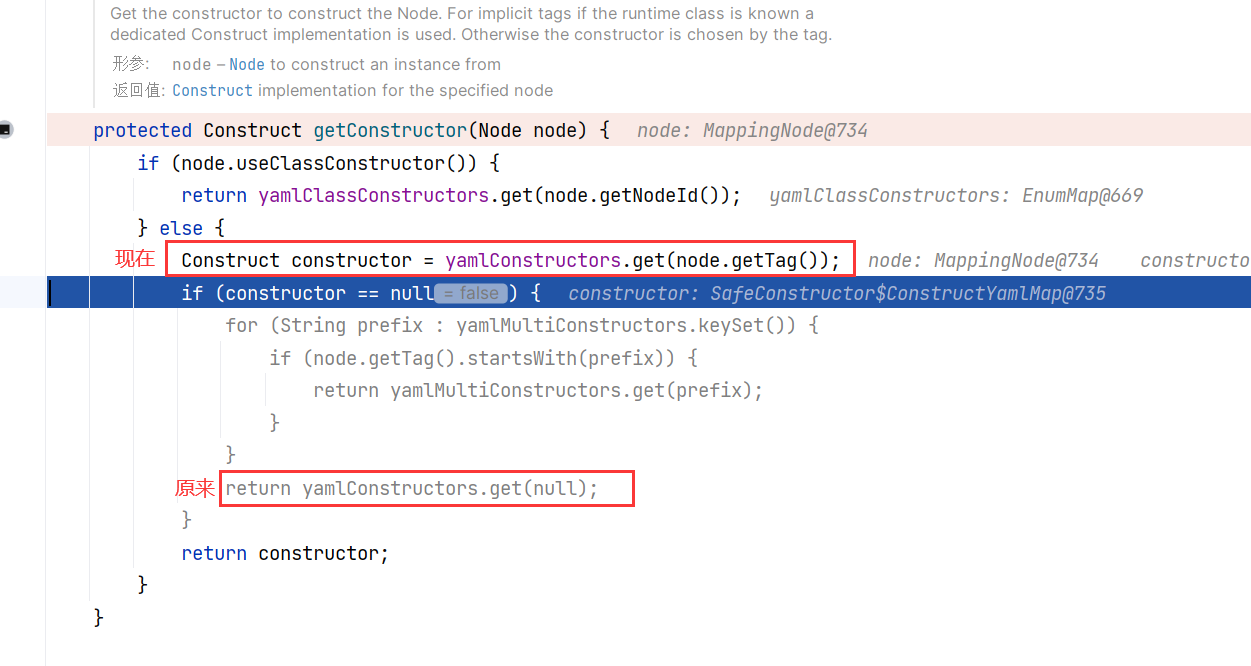 Get the constructor to construct the Node. For implicit tags if the runtime class is known a
dedicated Construct implementation is used. Otherwise the constructor is chosen by the tag.
形参: node – Node to construct an instance from
返回值: Construct implementation for the specified node
protected Construct getConstructor(Node node) { node: MappingNode@734
if (node.useClassConstructor()) {
return yamlClassConstructors.get(node.getNodeId()); yamlClassConstructors: EnumMap@669
} else {
现在 Construct constructor = yamlConstructors.get(node.getTag()); node: MappingNode@734 constructo
if (constructor == null = false ) { constructor: SafeConstructor$ConstructYamlMap@735
for (String prefix : yamlMultiConstructors.keySet()) {
if (node.getTag().startsWith(prefix)) {
return yamlMultiConstructors.get(prefix);
}
}
原来 return yamlConstructors.get(null);
}
return constructor;
}
}